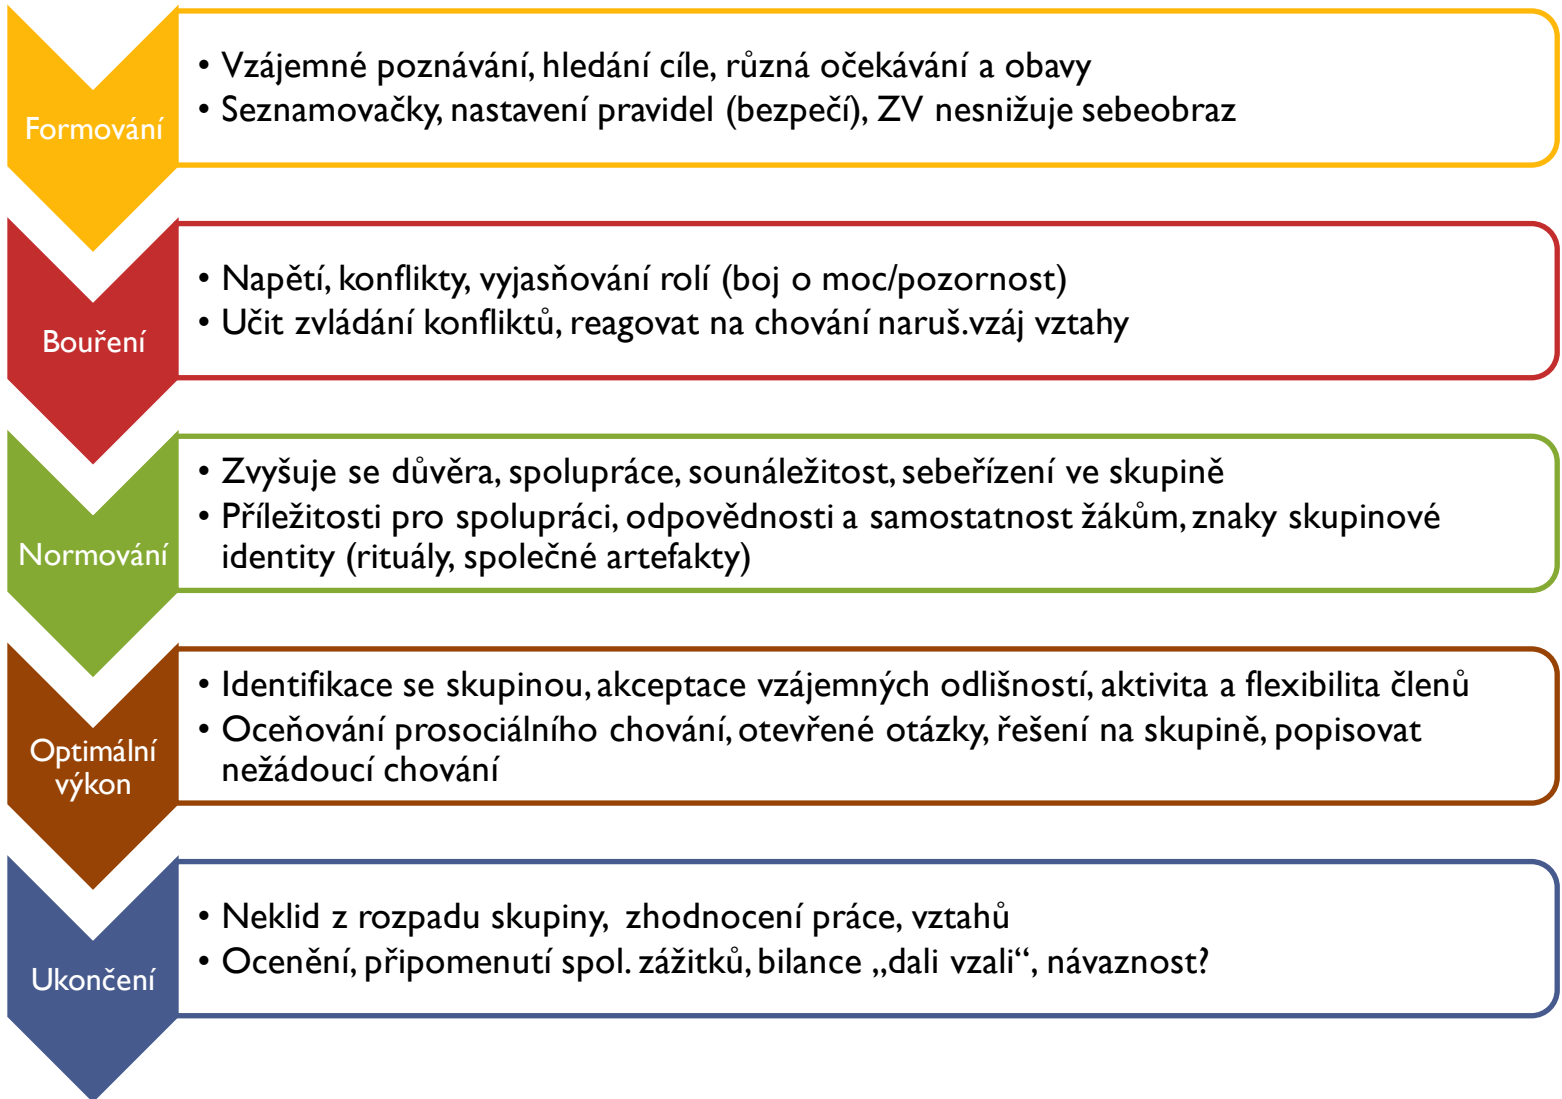 Formování
• Vzájemné poznávání, hledání cíle, různá očekávání a obavy
• Seznamovačky, nastavení pravidel (bezpečí), ZV nesnižuje sebeobraz
Bouření
• Napětí, konflikty, vyjasňování rolí (boj o moc/pozornost)
• Učit zvládání konfliktů, reagovat na chování naruš.vzáj vztahy
Normování
• Zvyšuje se důvěra, spolupráce, sounáležitost, sebeřízení ve skupině
• Příležitosti pro spolupráci, odpovědnosti a samostatnost žákům, znaky skupinové
identity (rituály, společné artefakty)
Optimální
výkon
• Identifikace se skupinou, akceptace vzájemných odlišností, aktivita a flexibilita členů
• Oceňování prosociálního chování, otevřené otázky, řešení na skupině, popisovat
nežádoucí chování
Ukončení
• Neklid z rozpadu skupiny, zhodnocení práce, vztahů
• Ocenění, připomenutí spol. zážitků, bilance „dali vzali“, návaznost?